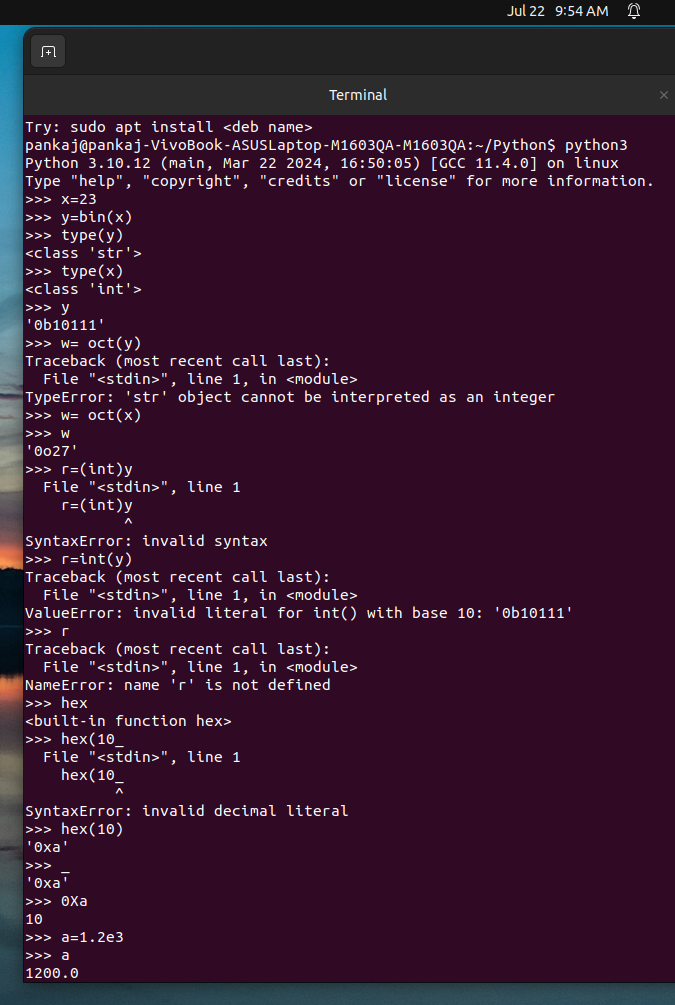 Jul 22 9:54 AM
Terminal
Try: sudo apt install <deb name>
pankaj@pankaj-VivoBook-ASUSLaptop-M1603QA-M1603QA:~/Python$ python3
Python 3.10.12 (main, Mar 22 2024, 16:50:05) [GCC 11.4.0] on linux
Type "help", "copyright", "credits" or "license" for more information.
>>> x=23
>>> y=bin(x)
>>> type(y)
<class 'str'>
>>> type(x)
<class 'int'>
>>> y
'0b10111'
>>> w= oct(y)
Traceback (most recent call last):
  File "<stdin>", line 1, in <module>
TypeError: 'str' object cannot be interpreted as an integer
>>> w= oct(x)
>>> w
'0o27'
>>> r=(int)y
  File "<stdin>", line 1
    r=(int)y
           ^
SyntaxError: invalid syntax
>>> r=int(y)
Traceback (most recent call last):
  File "<stdin>", line 1, in <module>
ValueError: invalid literal for int() with base 10: '0b10111'
>>> r
Traceback (most recent call last):
  File "<stdin>", line 1, in <module>
NameError: name 'r' is not defined
>>> hex
<built-in function hex>
>>> hex(10_
  File "<stdin>", line 1
    hex(10_
          ^
SyntaxError: invalid decimal literal
>>> hex(10)
'0xa'
>>> _
'0xa'
>>> 0Xa
10
>>> a=1.2e3
>>> a
1200.0